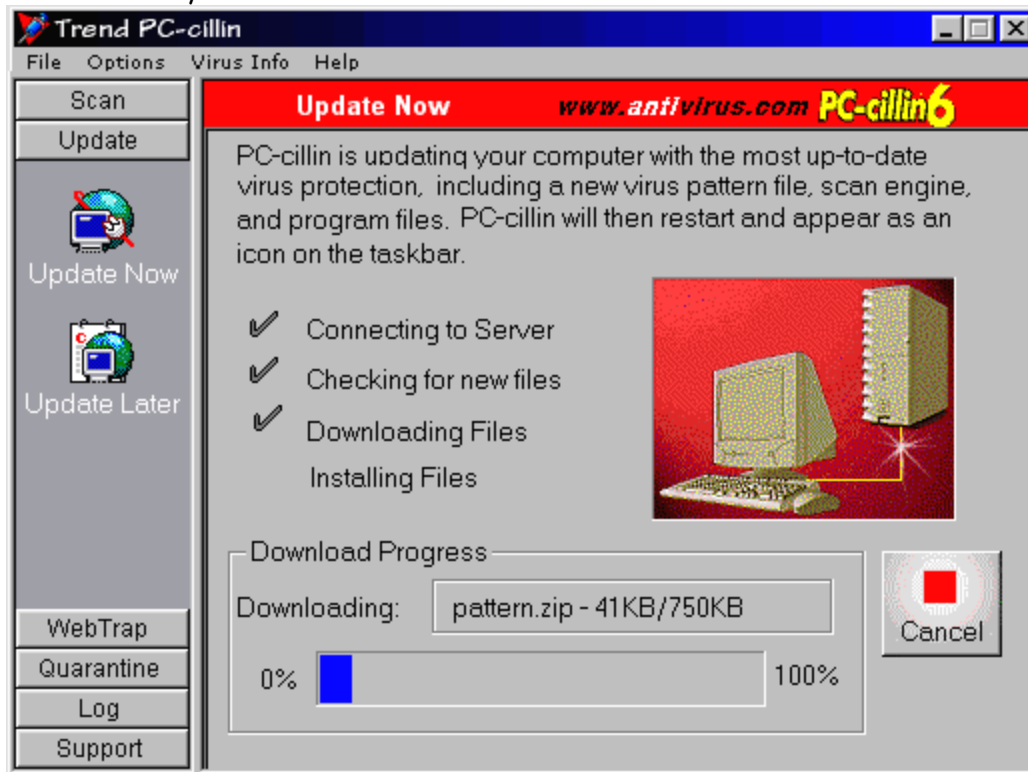 Trend PC-cillin
File Options Virus Info Help
Scan
Update
Update Now
Update Later
WebTrap
Quarantine
Log
Support
Update Now www.antivirus.com PC-cillin 6
PC-cillin is updating your computer with the most up-to-date
virus protection, including a new virus pattern file, scan engine,
and program files. PC-cillin will then restart and appear as an
icon on the taskbar.
Connecting to Server
Checking for new files
Downloading Files
Installing Files
Download Progress
Downloading: pattern.zip - 41KB/750KB
0% 100%
Cancel